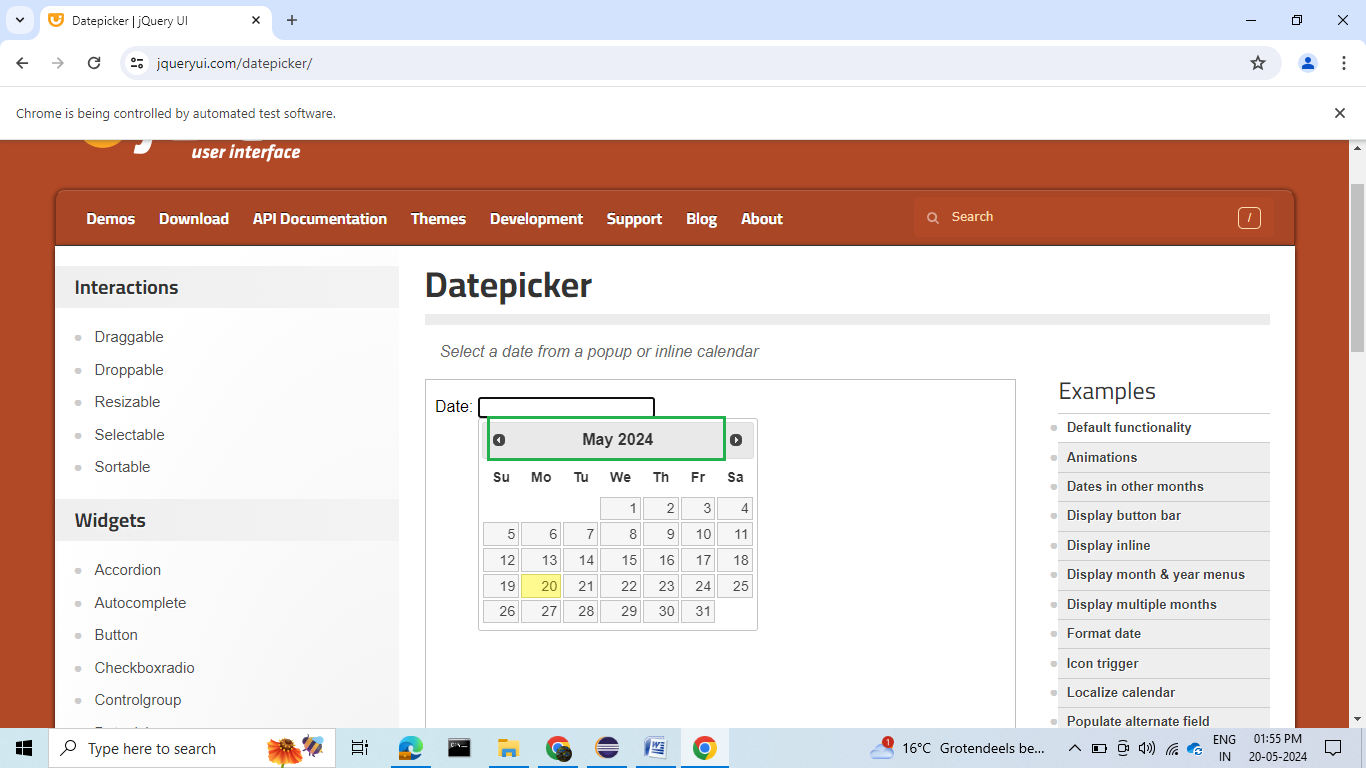 Datepicker | jQuery UI
jqueryui.com/datepicker/
Chrome is being controlled by automated test software.
user interface
Demos Download API Documentation Themes Development Support Blog About Search /
Interactions
Draggable
Droppable
Resizable
Selectable
Sortable
Widgets
Accordion
Autocomplete
Button
Checkboxradio
Controlgroup
Datepicker
Select a date from a popup or inline calendar
Date:
May 2024
Su Mo Tu We Th Fr Sa
1 2 3 4
5 6 7 8 9 10 11
12 13 14 15 16 17 18
19 20 21 22 23 24 25
26 27 28 29 30 31
Examples
Default functionality
Animations
Dates in other months
Display button bar
Display inline
Display month & year menus
Display multiple months
Format date
Icon trigger
Localize calendar
Populate alternate field
Type here to search
1
16°C Grotendeels be...
ENG
IN
01:55 PM
20-05-2024